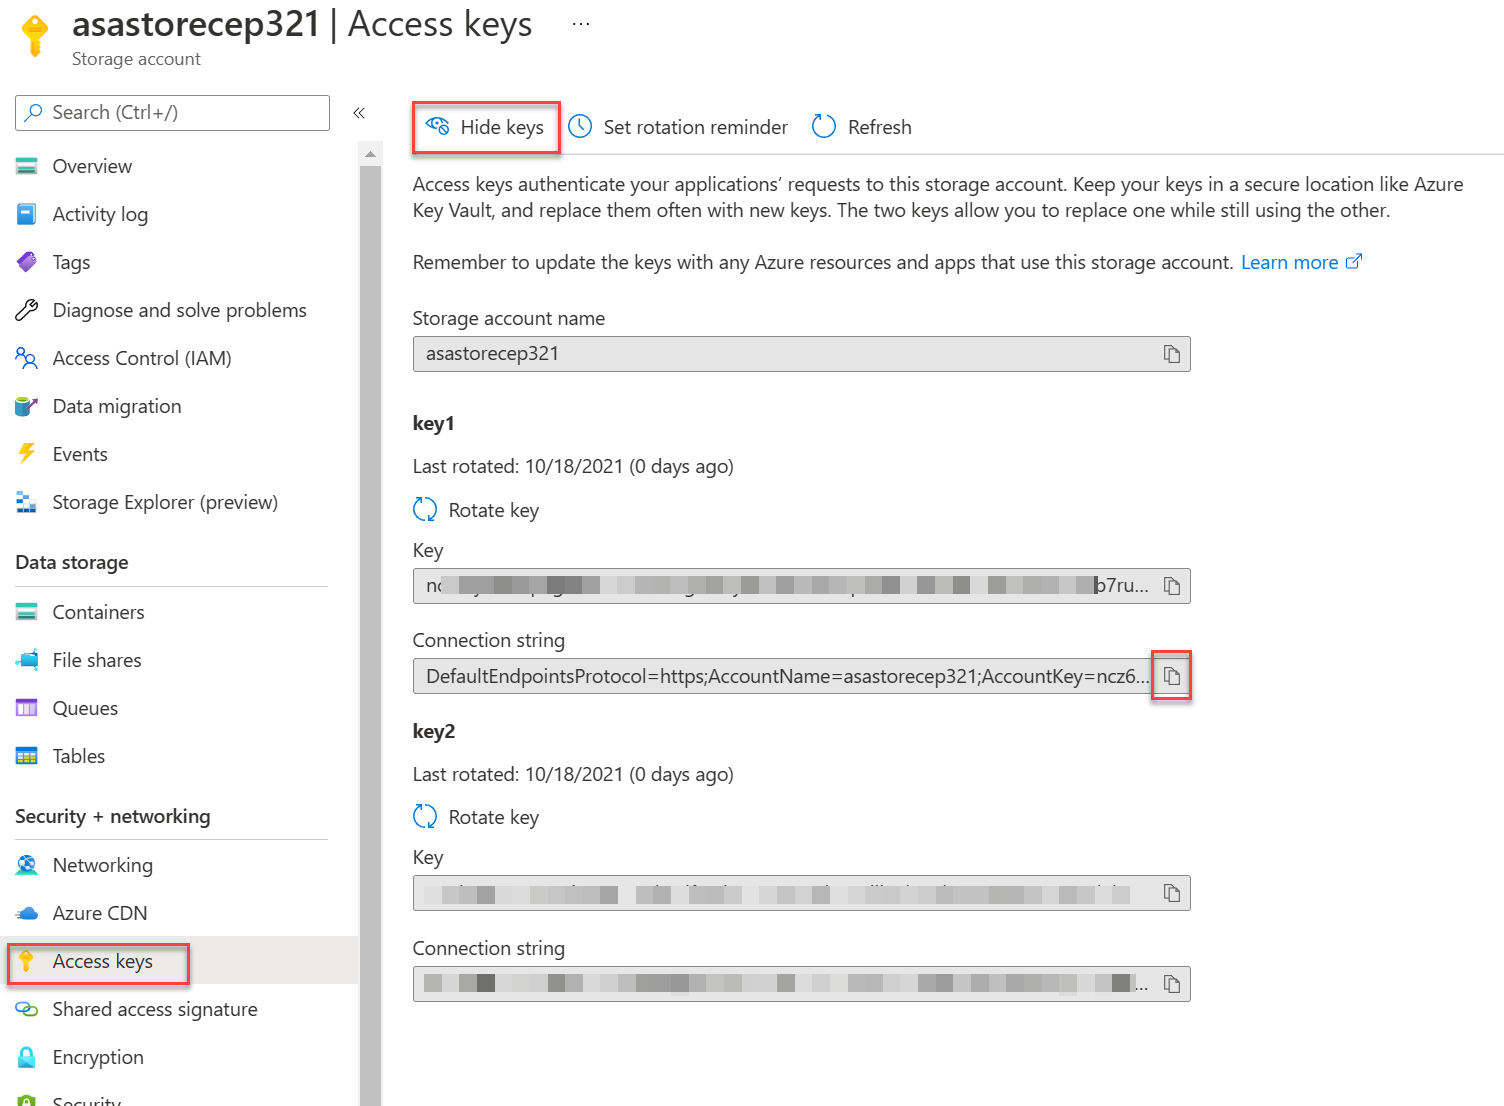 asastorecep321 | Access keys ...
Storage account
Search (Ctrl+/)
«
Overview
Activity log
Tags
Diagnose and solve problems
Access Control (IAM)
Data migration
Events
Storage Explorer (preview)
Data storage
Containers
File shares
Queues
Tables
Security + networking
Networking
Azure CDN
Access keys
Shared access signature
Encryption
Security
Hide keys
Set rotation reminder
Refresh
Access keys authenticate your applications’ requests to this storage account. Keep your keys in a secure location like Azure
Key Vault, and replace them often with new keys. The two keys allow you to replace one while still using the other.
Remember to update the keys with any Azure resources and apps that use this storage account. Learn more
Storage account name
asastorecep321
key1
Last rotated: 10/18/2021 (0 days ago)
Rotate key
Key
b7ru...
Connection string
DefaultEndpointsProtocol=https;AccountName=asastorecep321;AccountKey=ncz6...
key2
Last rotated: 10/18/2021 (0 days ago)
Rotate key
Key
Connection string
...